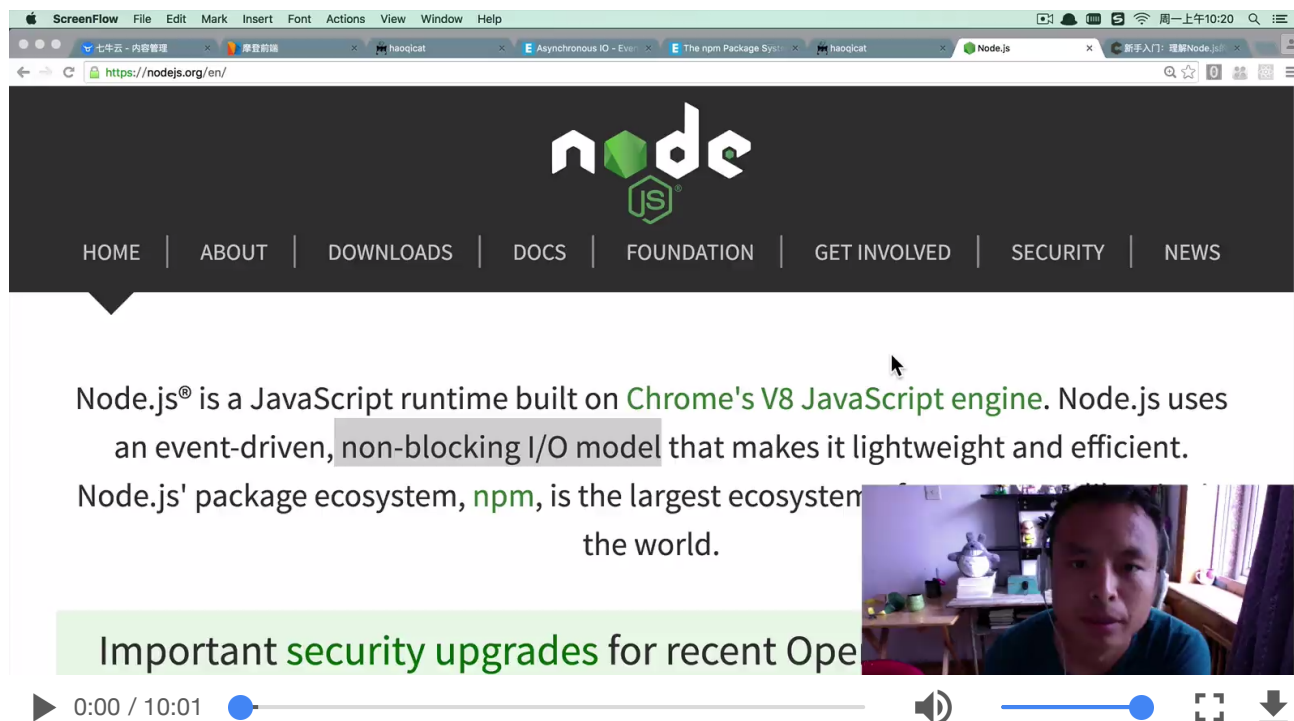 ScreenFlow File Edit Mark Insert Font Actions View Window Help 周一上午10:20
七牛云 - 内容管理 摩登前端 haoqicat Asynchronous IO - Even The npm Package Syst haoqicat Node.js 新手入门：理解Node.js
https://nodejs.org/en/
node
JS®
HOME ABOUT DOWNLOADS DOCS FOUNDATION GET INVOLVED SECURITY NEWS
Node.js® is a JavaScript runtime built on Chrome's V8 JavaScript engine. Node.js uses
an event-driven, non-blocking I/O model that makes it lightweight and efficient.
Node.js' package ecosystem, npm, is the largest ecosystem
the world.
Important security upgrades for recent Ope
0:00 / 10:01